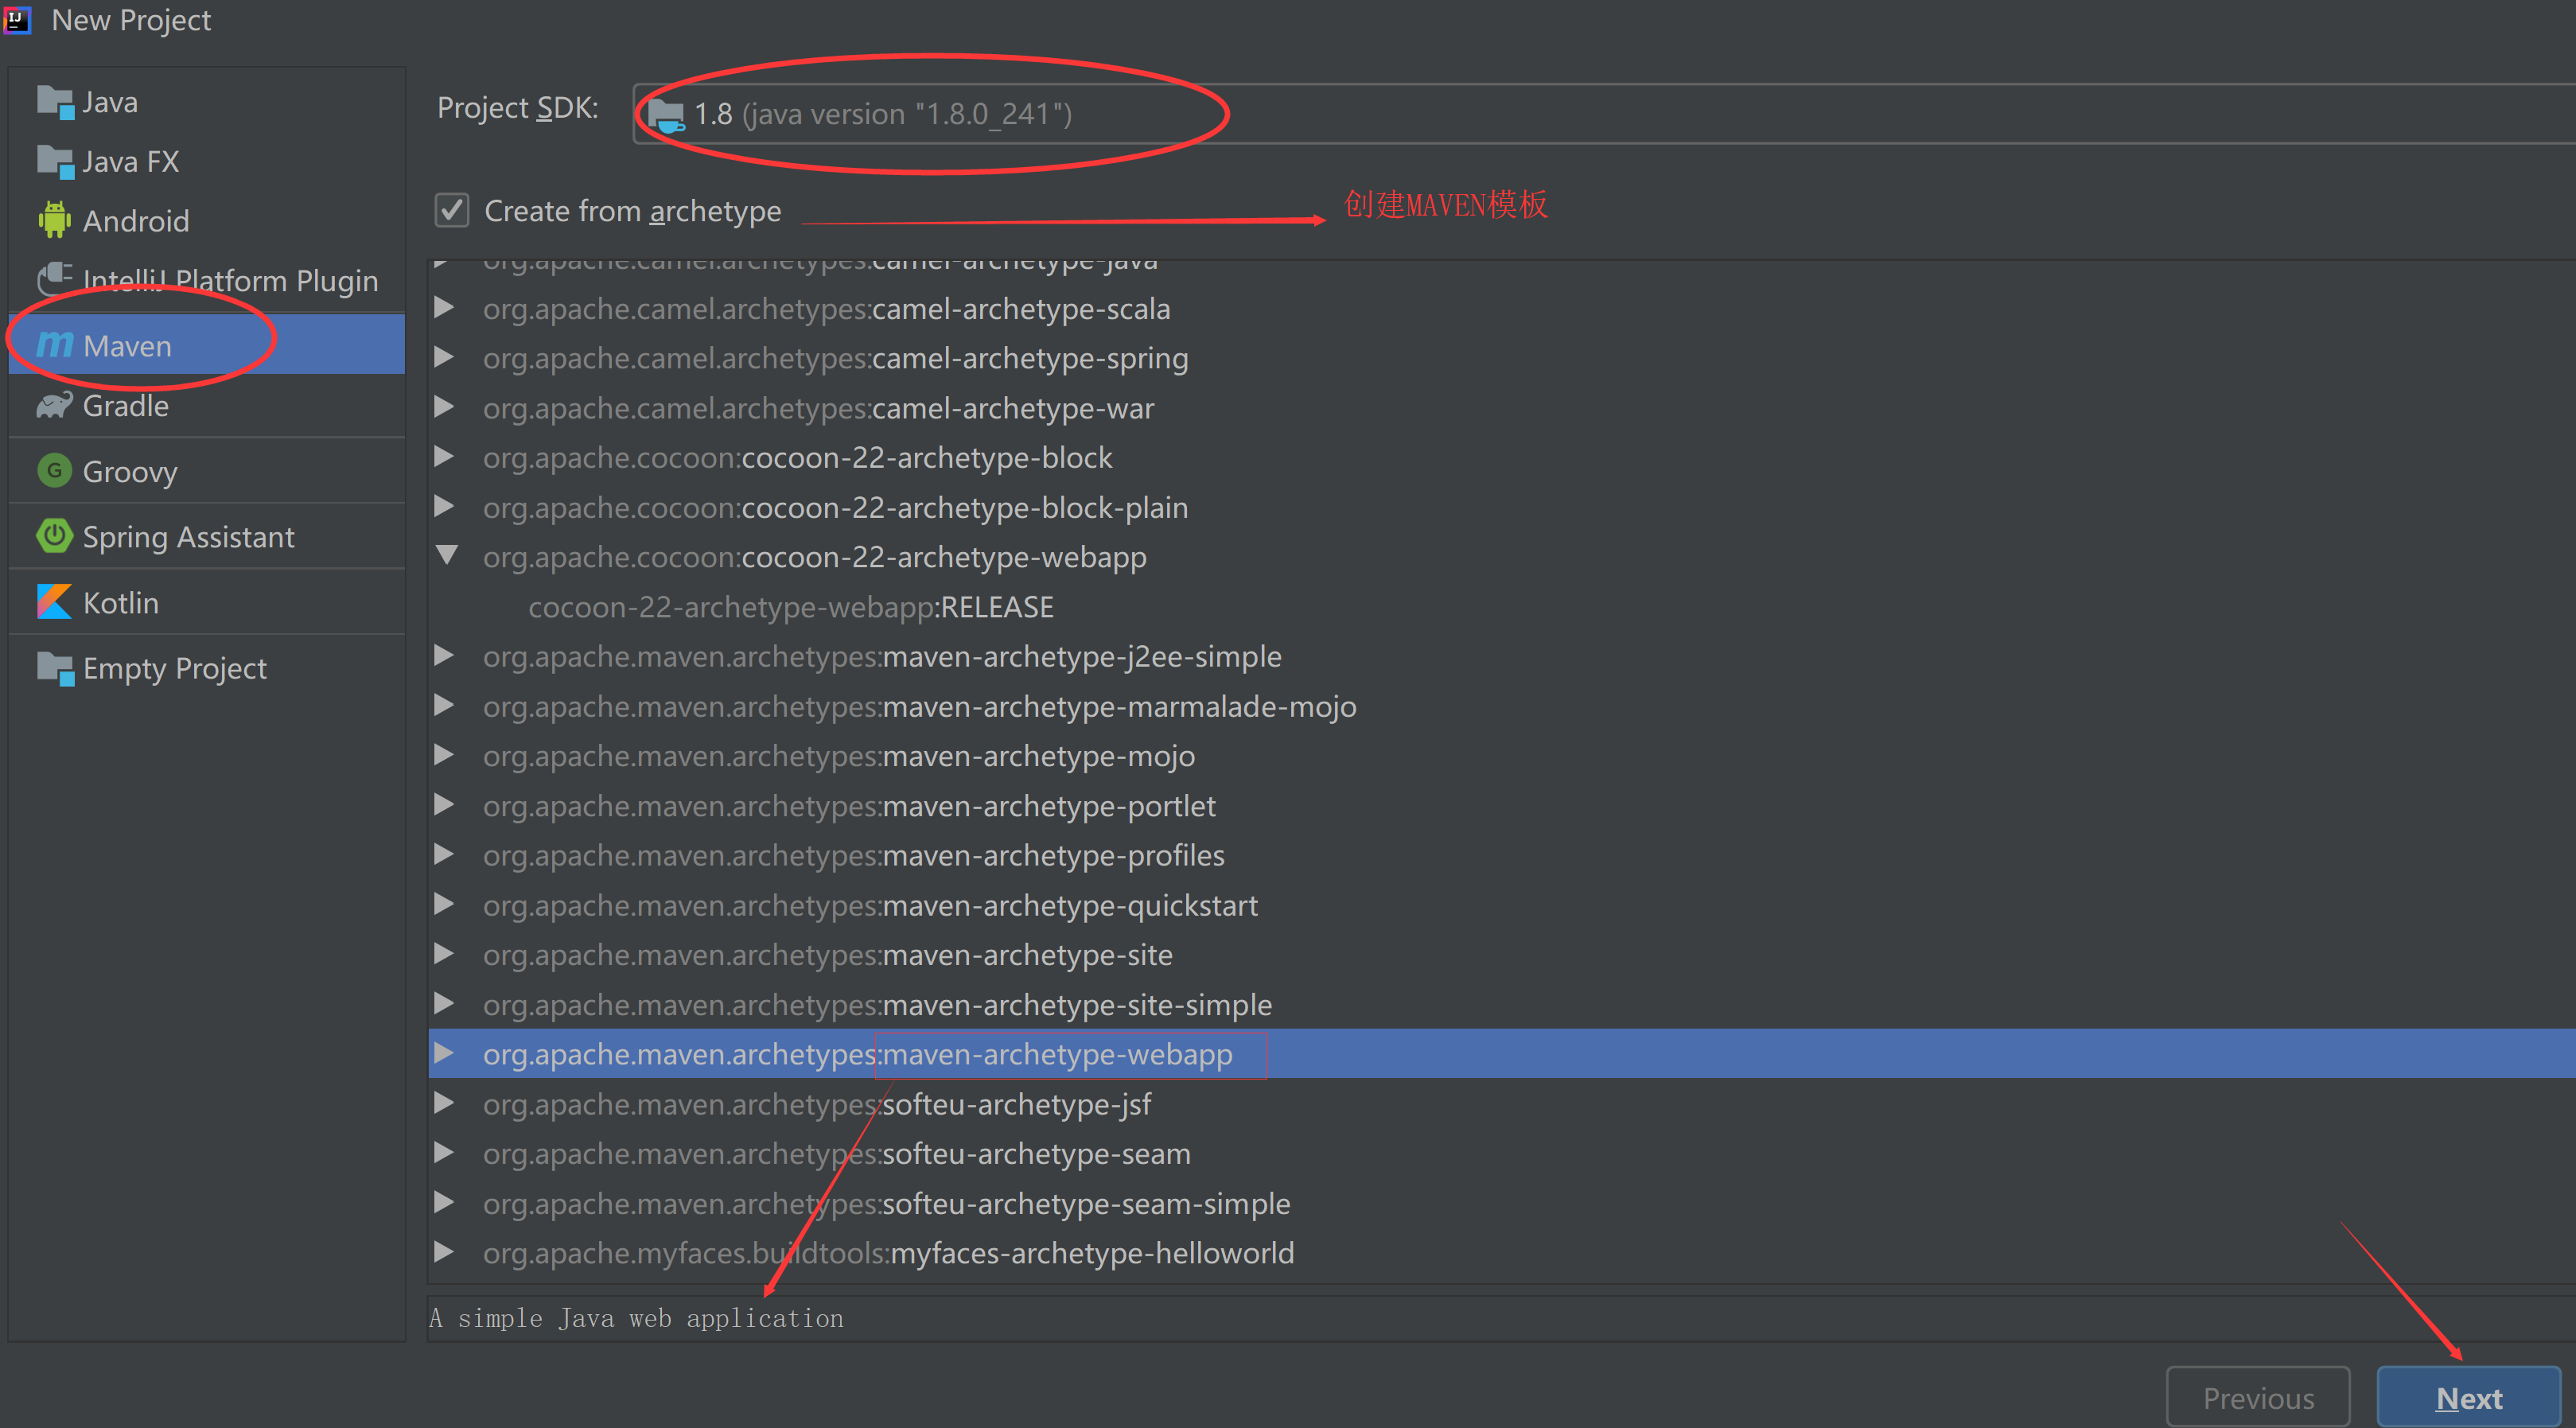 New Project
Java
Java FX
Android
IntelliJ Platform Plugin
Maven
Gradle
Groovy
Spring Assistant
Kotlin
Empty Project
Project SDK:
1.8 (java version "1.8.0_241")
Create from archetype
创建MAVEN模板
org.apache.camel.archetypes:camel-archetype-java
org.apache.camel.archetypes:camel-archetype-scala
org.apache.camel.archetypes:camel-archetype-spring
org.apache.camel.archetypes:camel-archetype-war
org.apache.cocoon:cocoon-22-archetype-block
org.apache.cocoon:cocoon-22-archetype-block-plain
org.apache.cocoon:cocoon-22-archetype-webapp
cocoon-22-archetype-webapp:RELEASE
org.apache.maven.archetypes:maven-archetype-j2ee-simple
org.apache.maven.archetypes:maven-archetype-marmalade-mojo
org.apache.maven.archetypes:maven-archetype-mojo
org.apache.maven.archetypes:maven-archetype-portlet
org.apache.maven.archetypes:maven-archetype-profiles
org.apache.maven.archetypes:maven-archetype-quickstart
org.apache.maven.archetypes:maven-archetype-site
org.apache.maven.archetypes:maven-archetype-site-simple
org.apache.maven.archetypes:maven-archetype-webapp
org.apache.maven.archetypes:softeu-archetype-jsf
org.apache.maven.archetypes:softeu-archetype-seam
org.apache.maven.archetypes:softeu-archetype-seam-simple
org.apache.myfaces.buildtools:myfaces-archetype-helloworld
A simple Java web application
Previous
Next